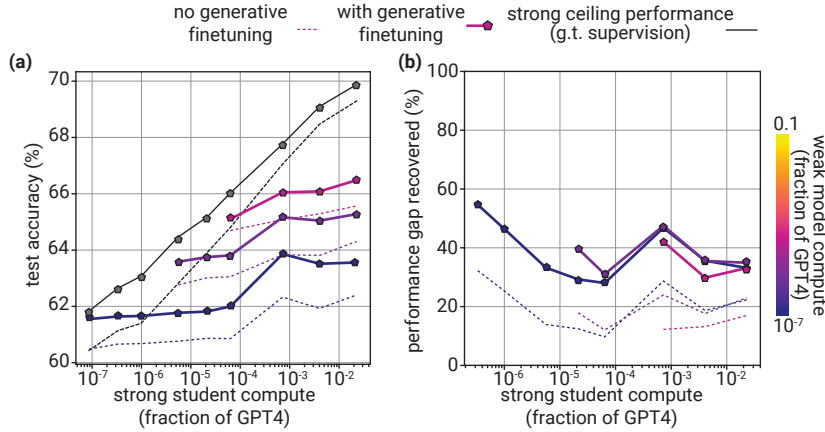 no generative finetuning
with generative finetuning
strong ceiling performance (g.t. supervision)
(a)
test accuracy (%)
70
68
66
64
62
60
10⁻⁷
10⁻⁶
10⁻⁵
10⁻⁴
10⁻³
10⁻²
strong student compute
(fraction of GPT4)
(b)
performance gap recovered (%)
100
80
60
40
20
0
10⁻⁶
10⁻⁵
10⁻⁴
10⁻³
10⁻²
strong student compute
(fraction of GPT4)
0.1
10⁻⁷
weak model compute
(fraction of GPT4)